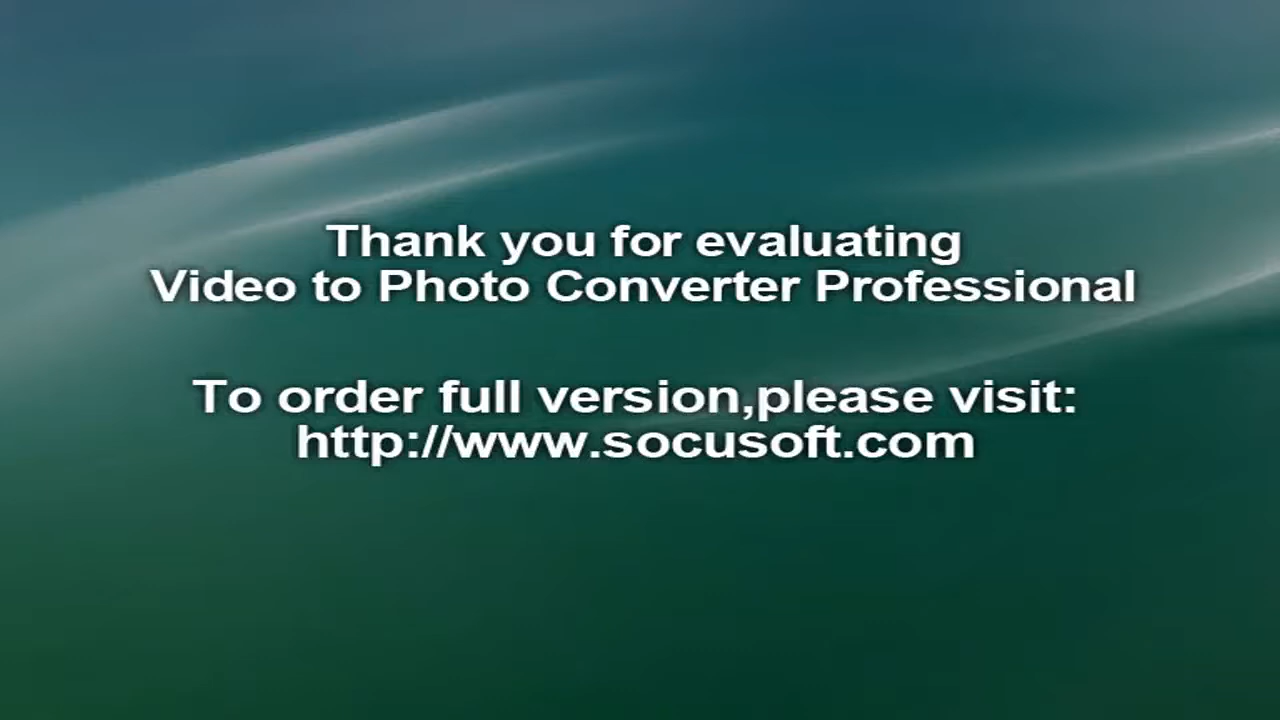 Thank you for evaluating
Video to Photo Converter Professional
To order full version,please visit:
http://www.socusoft.com